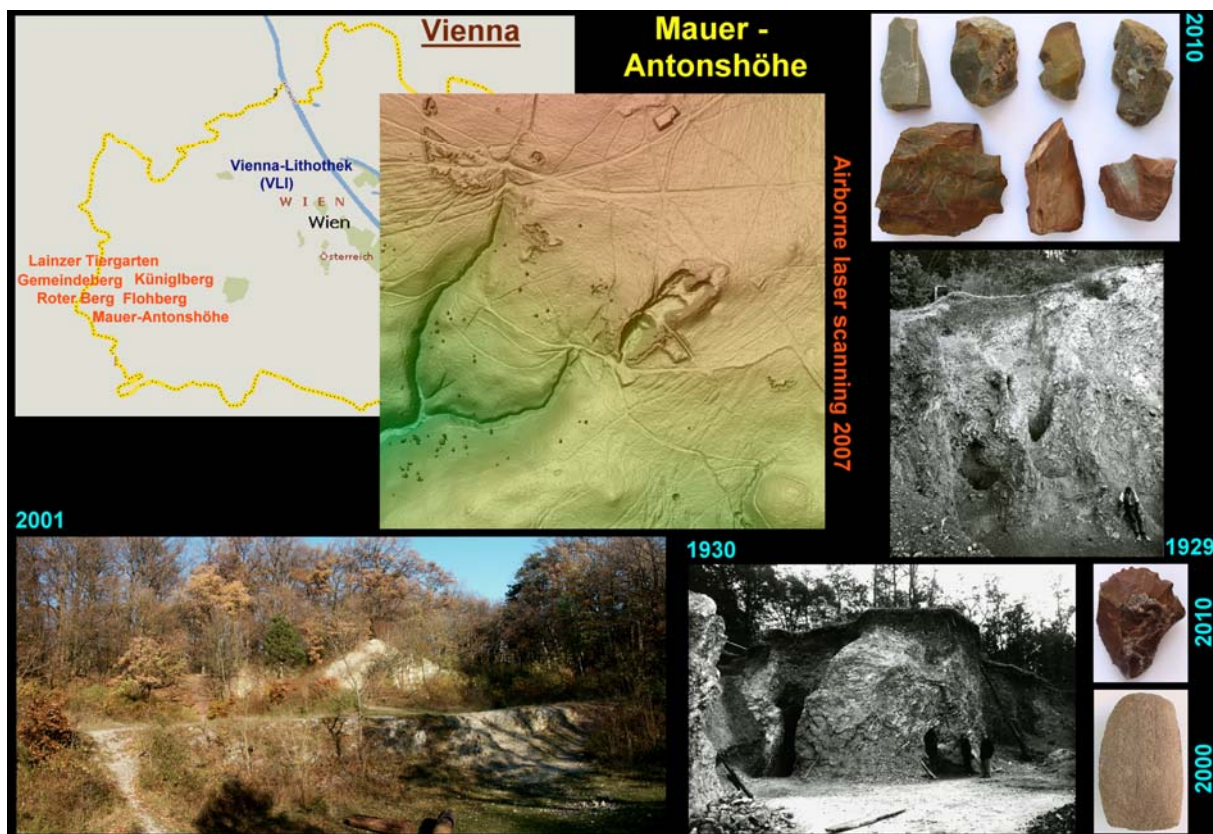 Vienna
Mauer -
Antonshöhe
2010
Vienna-Lithothek
(VLI)
W I E N
Wien
Österreich
Lainzer Tiergarten
Gemeindeberg Küniglberg
Roter Berg Flohberg
Mauer-Antonshöhe
Airborne laser scanning 2007
2001
1930
1929
2010
2000